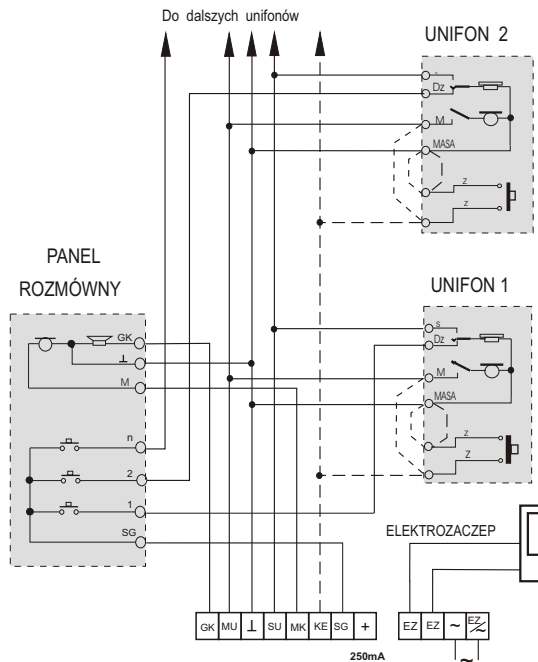 Do dalszych unifonów
UNIFON 2
-
Dz
M
MASA
z
z
PANEL
ROZMÓWNY
GK
⊥
M
n
2
1
SG
UNIFON 1
s
Dz
M
MASA
z
Z
ELEKTROZACZEP
GK MU ⊥ SU MK KE SG +
EZ EZ ~ EZ/~
250mA
~